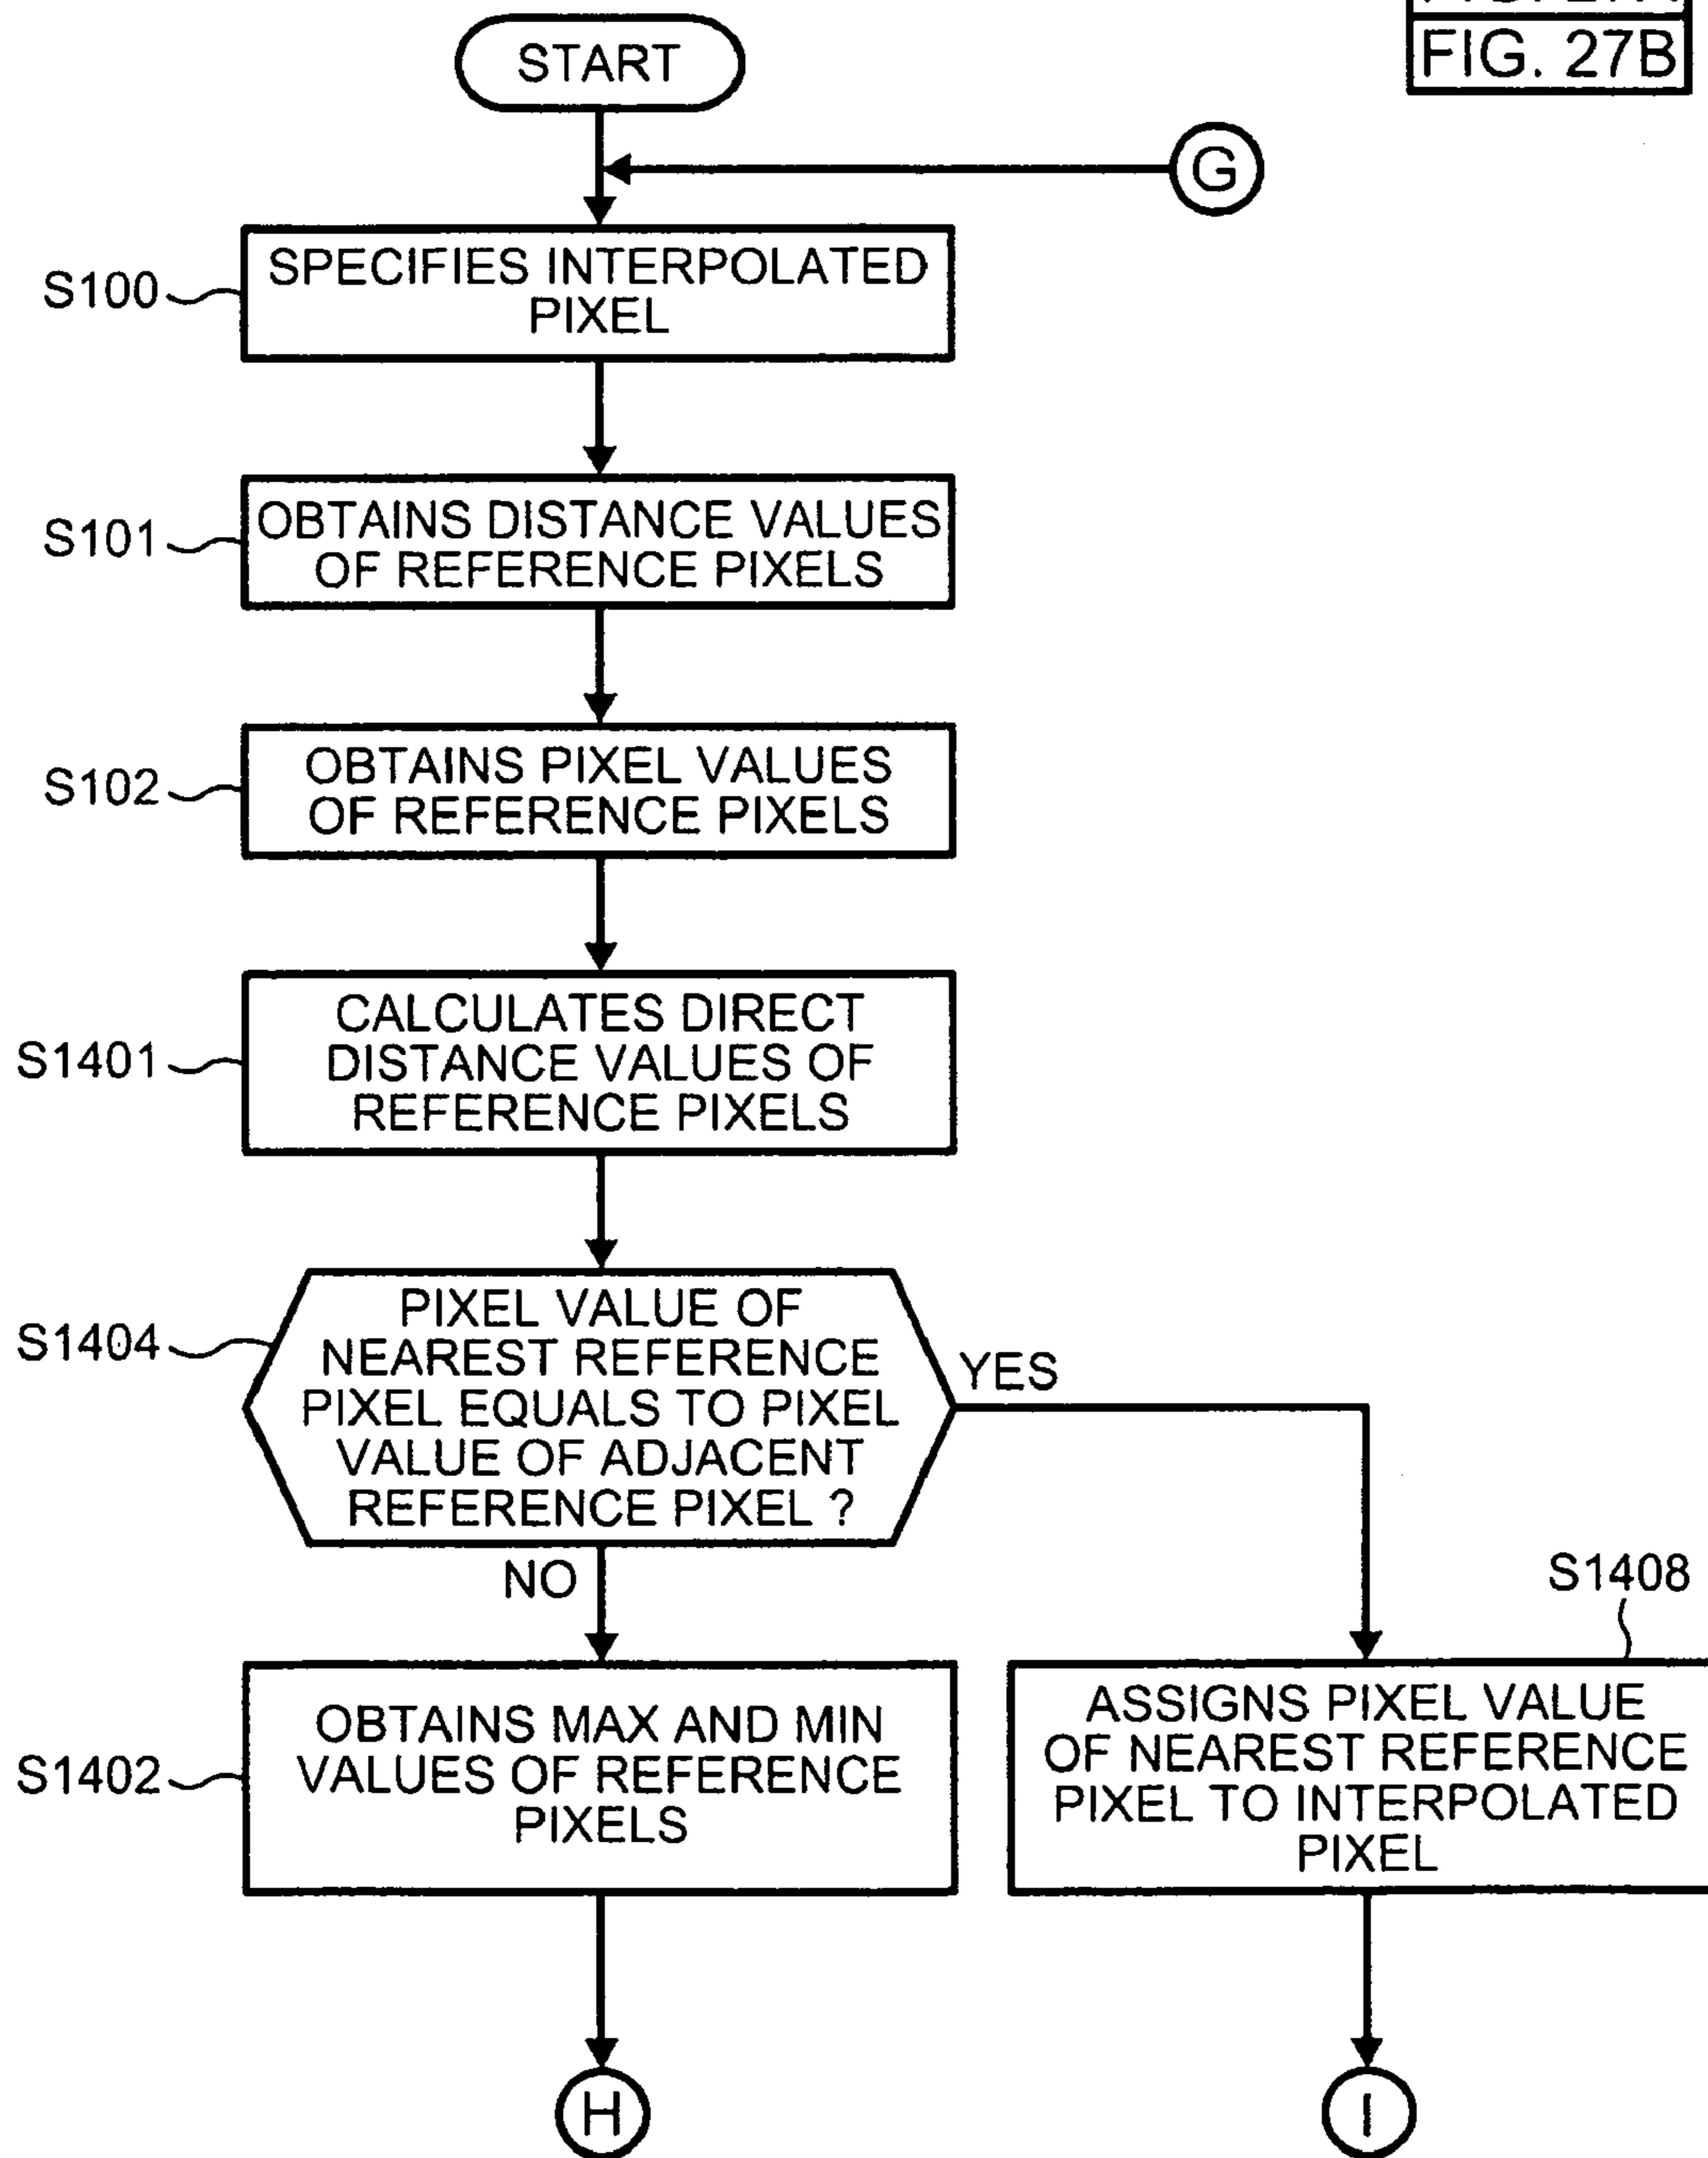 FIG. 27B
START
G
S100
SPECIFIES INTERPOLATED
PIXEL
S101
OBTAINS DISTANCE VALUES
OF REFERENCE PIXELS
S102
OBTAINS PIXEL VALUES
OF REFERENCE PIXELS
S1401
CALCULATES DIRECT
DISTANCE VALUES OF
REFERENCE PIXELS
S1404
PIXEL VALUE OF
NEAREST REFERENCE
PIXEL EQUALS TO PIXEL
VALUE OF ADJACENT
REFERENCE PIXEL ?
YES
NO
S1408
S1402
OBTAINS MAX AND MIN
VALUES OF REFERENCE
PIXELS
ASSIGNS PIXEL VALUE
OF NEAREST REFERENCE
PIXEL TO INTERPOLATED
PIXEL
H
I